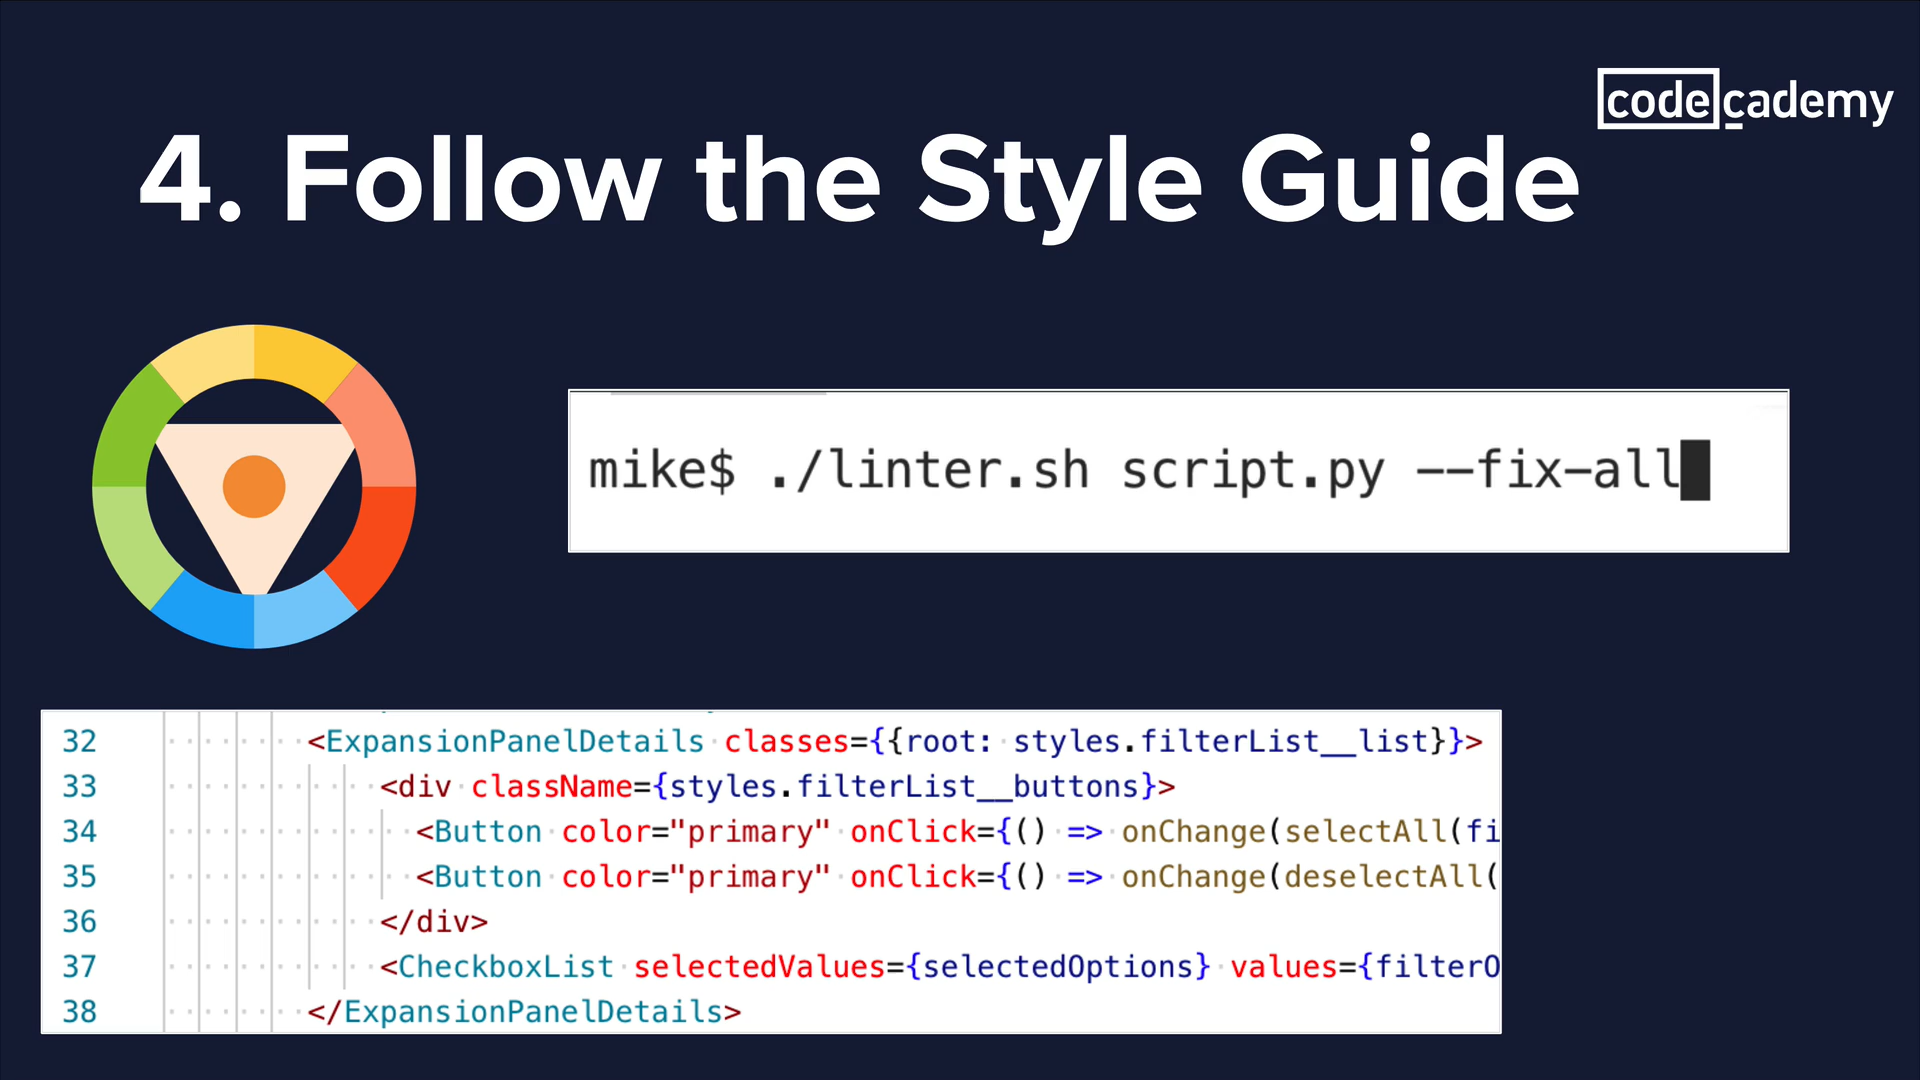 codecademy
4. Follow the Style Guide
mike$ ./linter.sh script.py --fix-all
32 <ExpansionPanelDetails classes={{root: styles.filterList__list}}>
33 <div className={styles.filterList__buttons}>
34 <Button color="primary" onClick={() => onChange(selectAll(fi
35 <Button color="primary" onClick={() => onChange(deselectAll(
36 </div>
37 <CheckboxList selectedValues={selectedOptions} values={filterO
38 </ExpansionPanelDetails>